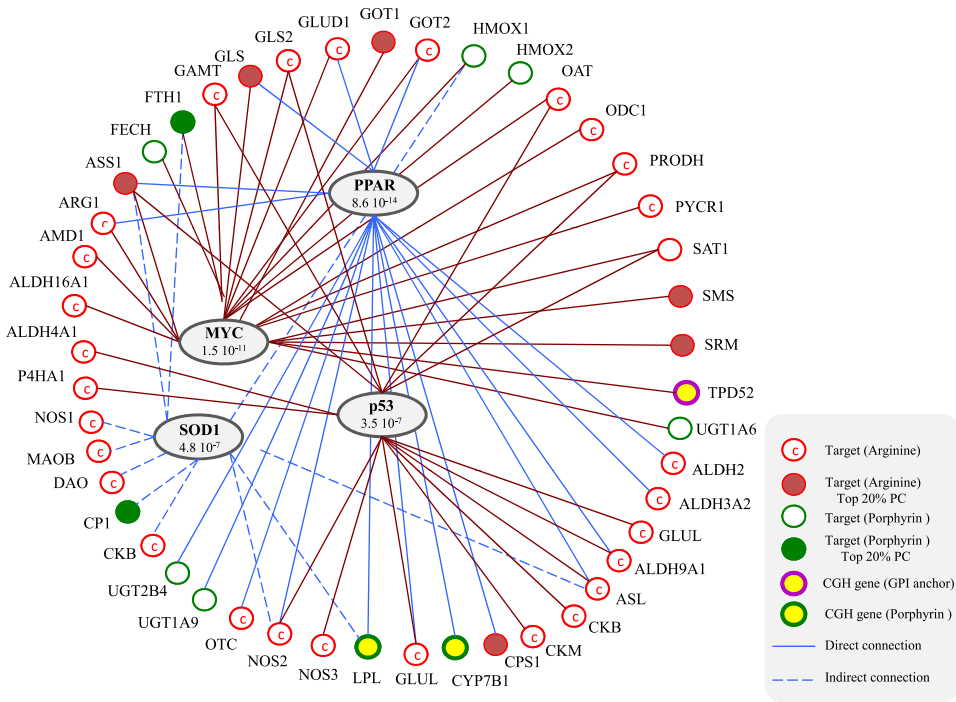 GOT1
GLUD1
GOT2
HMOX1
GLS2
HMOX2
GLS
OAT
GAMT
FTH1
ODC1
FECH
PRODH
ASS1
PPAR
8.6 10-14
ARG1
PYCR1
AMD1
SAT1
ALDH16A1
SMS
MYC
1.5 10-11
ALDH4A1
SRM
P4HA1
TPD52
p53
3.5 10-7
NOS1
UGT1A6
SOD1
4.8 10-7
MAOB
ALDH2
DAO
ALDH3A2
CP1
GLUL
CKB
ALDH9A1
UGT2B4
ASL
UGT1A9
CKB
OTC
CKM
NOS2
CPS1
NOS3
LPL
GLUL
CYP7B1
c Target (Arginine)
Target (Arginine)
Top 20% PC
Target (Porphyrin )
Target (Porphyrin )
Top 20% PC
CGH gene (GPI anchor)
CGH gene (Porphyrin )
Direct connection
Indirect connection